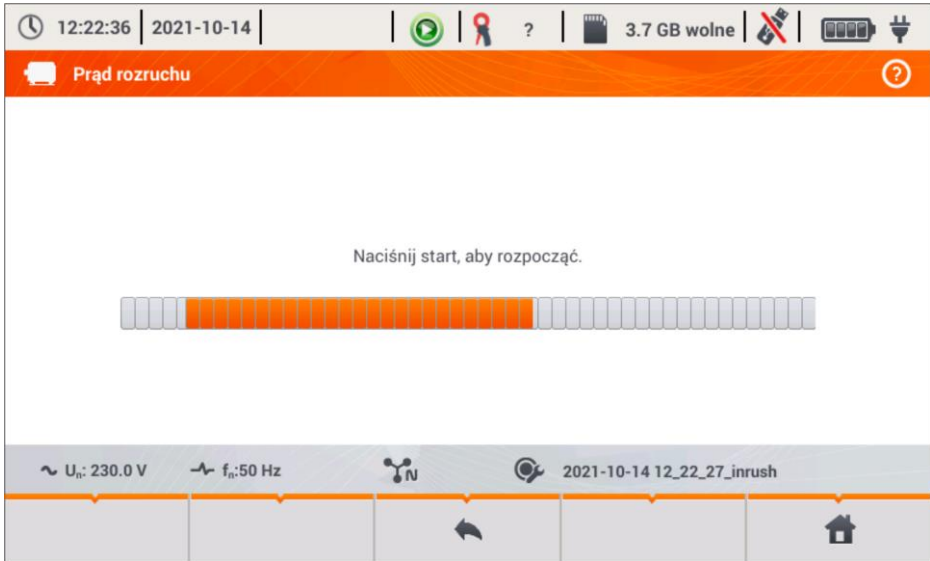 12:22:36 2021-10-14 ? 3.7 GB wolne
Prąd rozruchu ?
Naciśnij start, aby rozpocząć.
Uₙ: 230.0 V fₙ:50 Hz N 2021-10-14 12_22_27_inrush